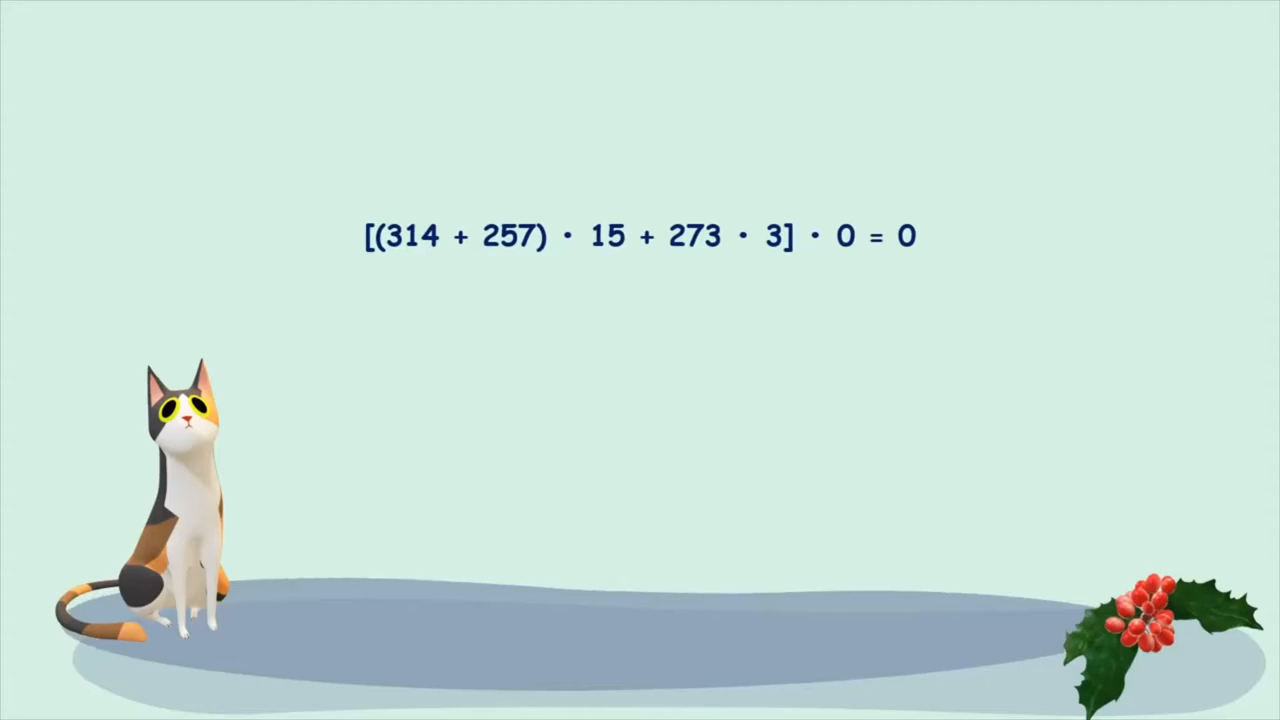 [(314 + 257) · 15 + 273 · 3] · 0 = 0